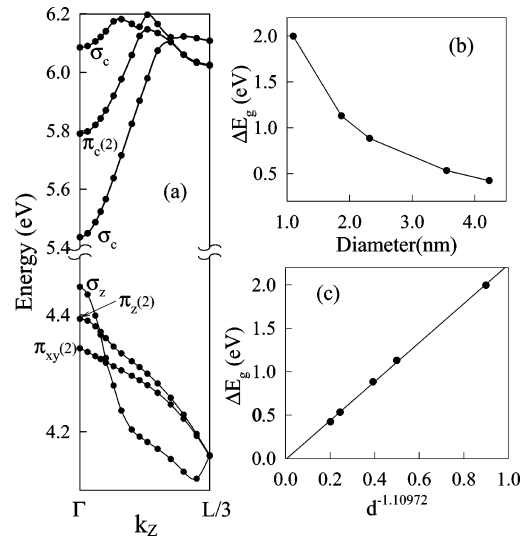 6.2
6.0
5.8
5.6
5.4
4.4
4.2
Energy (eV)
σc
πc(2)
(a)
σc
σz
πz(2)
πxy(2)
Γ
kZ
L/3
(b)
2.0
1.5
1.0
0.5
ΔEg(eV)
1.0
2.0
3.0
4.0
Diameter(nm)
(c)
2.0
1.5
1.0
0.5
0.0
ΔEg(eV)
0.0
0.2
0.4
0.6
0.8
1.0
d-1.10972